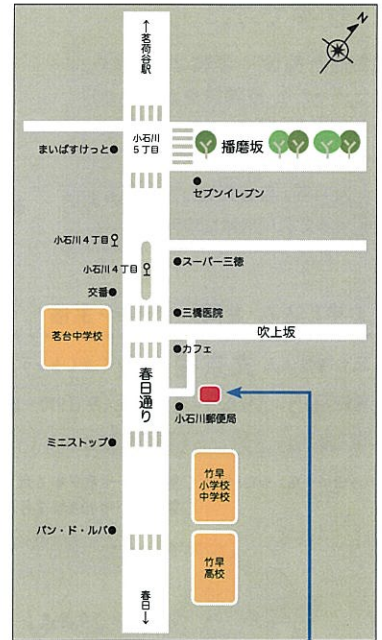 ↑茗荷谷駅
N
小石川
5丁目
播磨坂
まいばすけっと●
●セブンイレブン
小石川4丁目
小石川4丁目
●スーパー三徳
交番●
●三橋医院
吹上坂
茗台中学校
●カフェ
春日通り
●小石川郵便局
ミニストップ●
竹早
小学校
中学校
パン・ド・ルパ●
竹早
高校
春日→